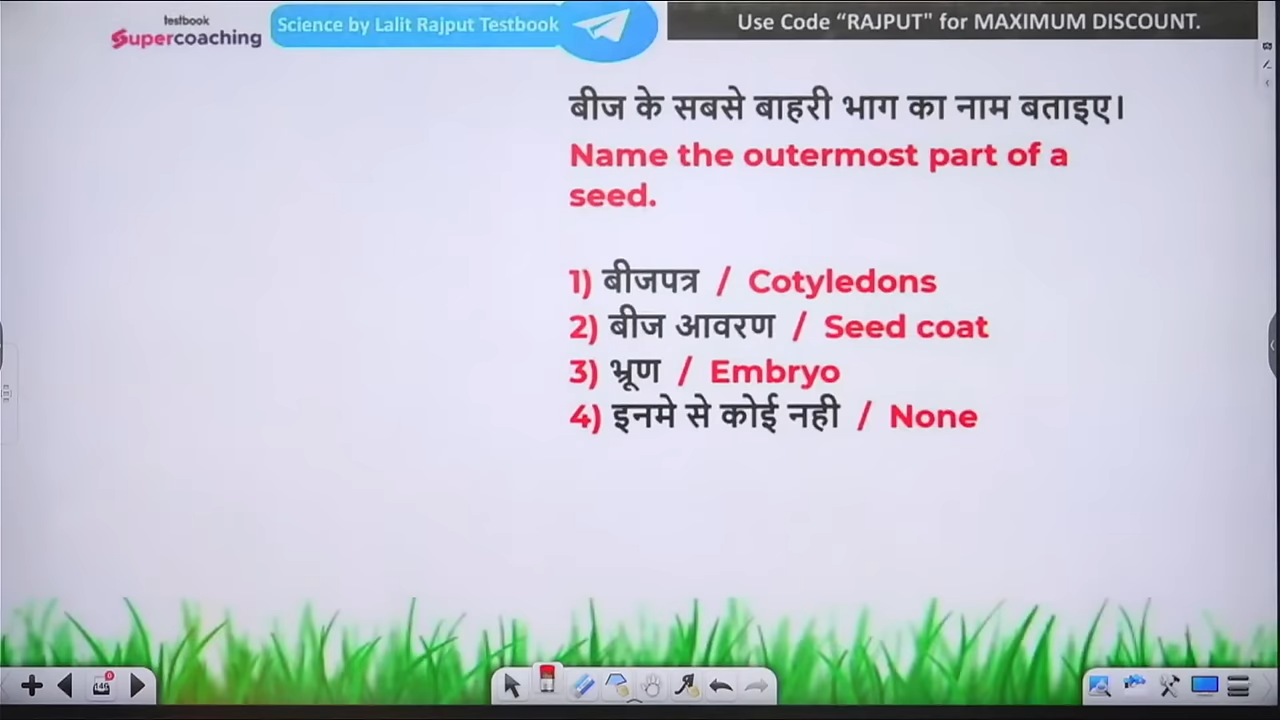 testbook
Supercoaching
Science by Lalit Rajput Testbook
Use Code “RAJPUT" for MAXIMUM DISCOUNT.
बीज के सबसे बाहरी भाग का नाम बताइए।
Name the outermost part of a
seed.
1) बीजपत्र / Cotyledons
2) बीज आवरण / Seed coat
3) भ्रूण / Embryo
4) इनमे से कोई नही / None